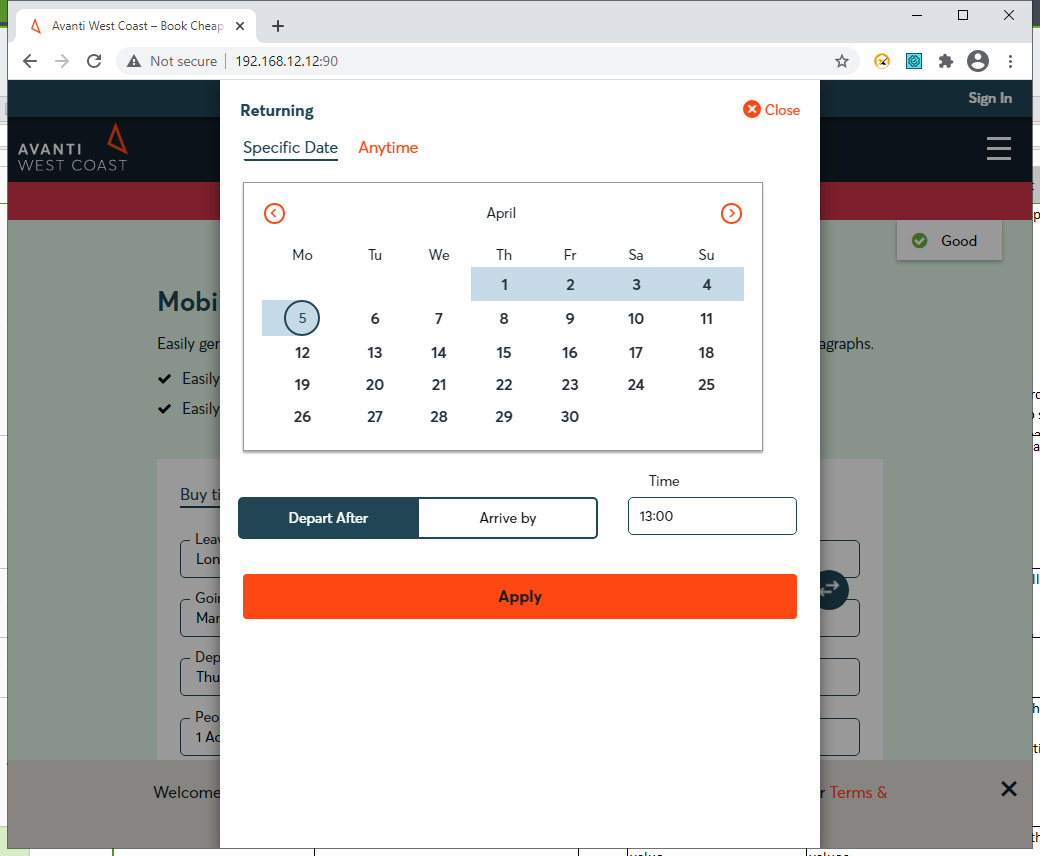 Avanti West Coast – Book Cheap
Not secure
192.168.12.12:90
Sign In
AVANTI
WEST COAST
Returning
Close
Specific Date
Anytime
April
Mo Tu We Th Fr Sa Su
1 2 3 4
5 6 7 8 9 10 11
12 13 14 15 16 17 18
19 20 21 22 23 24 25
26 27 28 29 30
Time
Depart After
Arrive by
13:00
Apply
Good
Mobi
Easily ger
agraphs.
Easily
Easily
Buy ti
Leav
Lon
Goin
Mar
Dep
Thu
Peo
1 Ad
Welcome
r Terms &